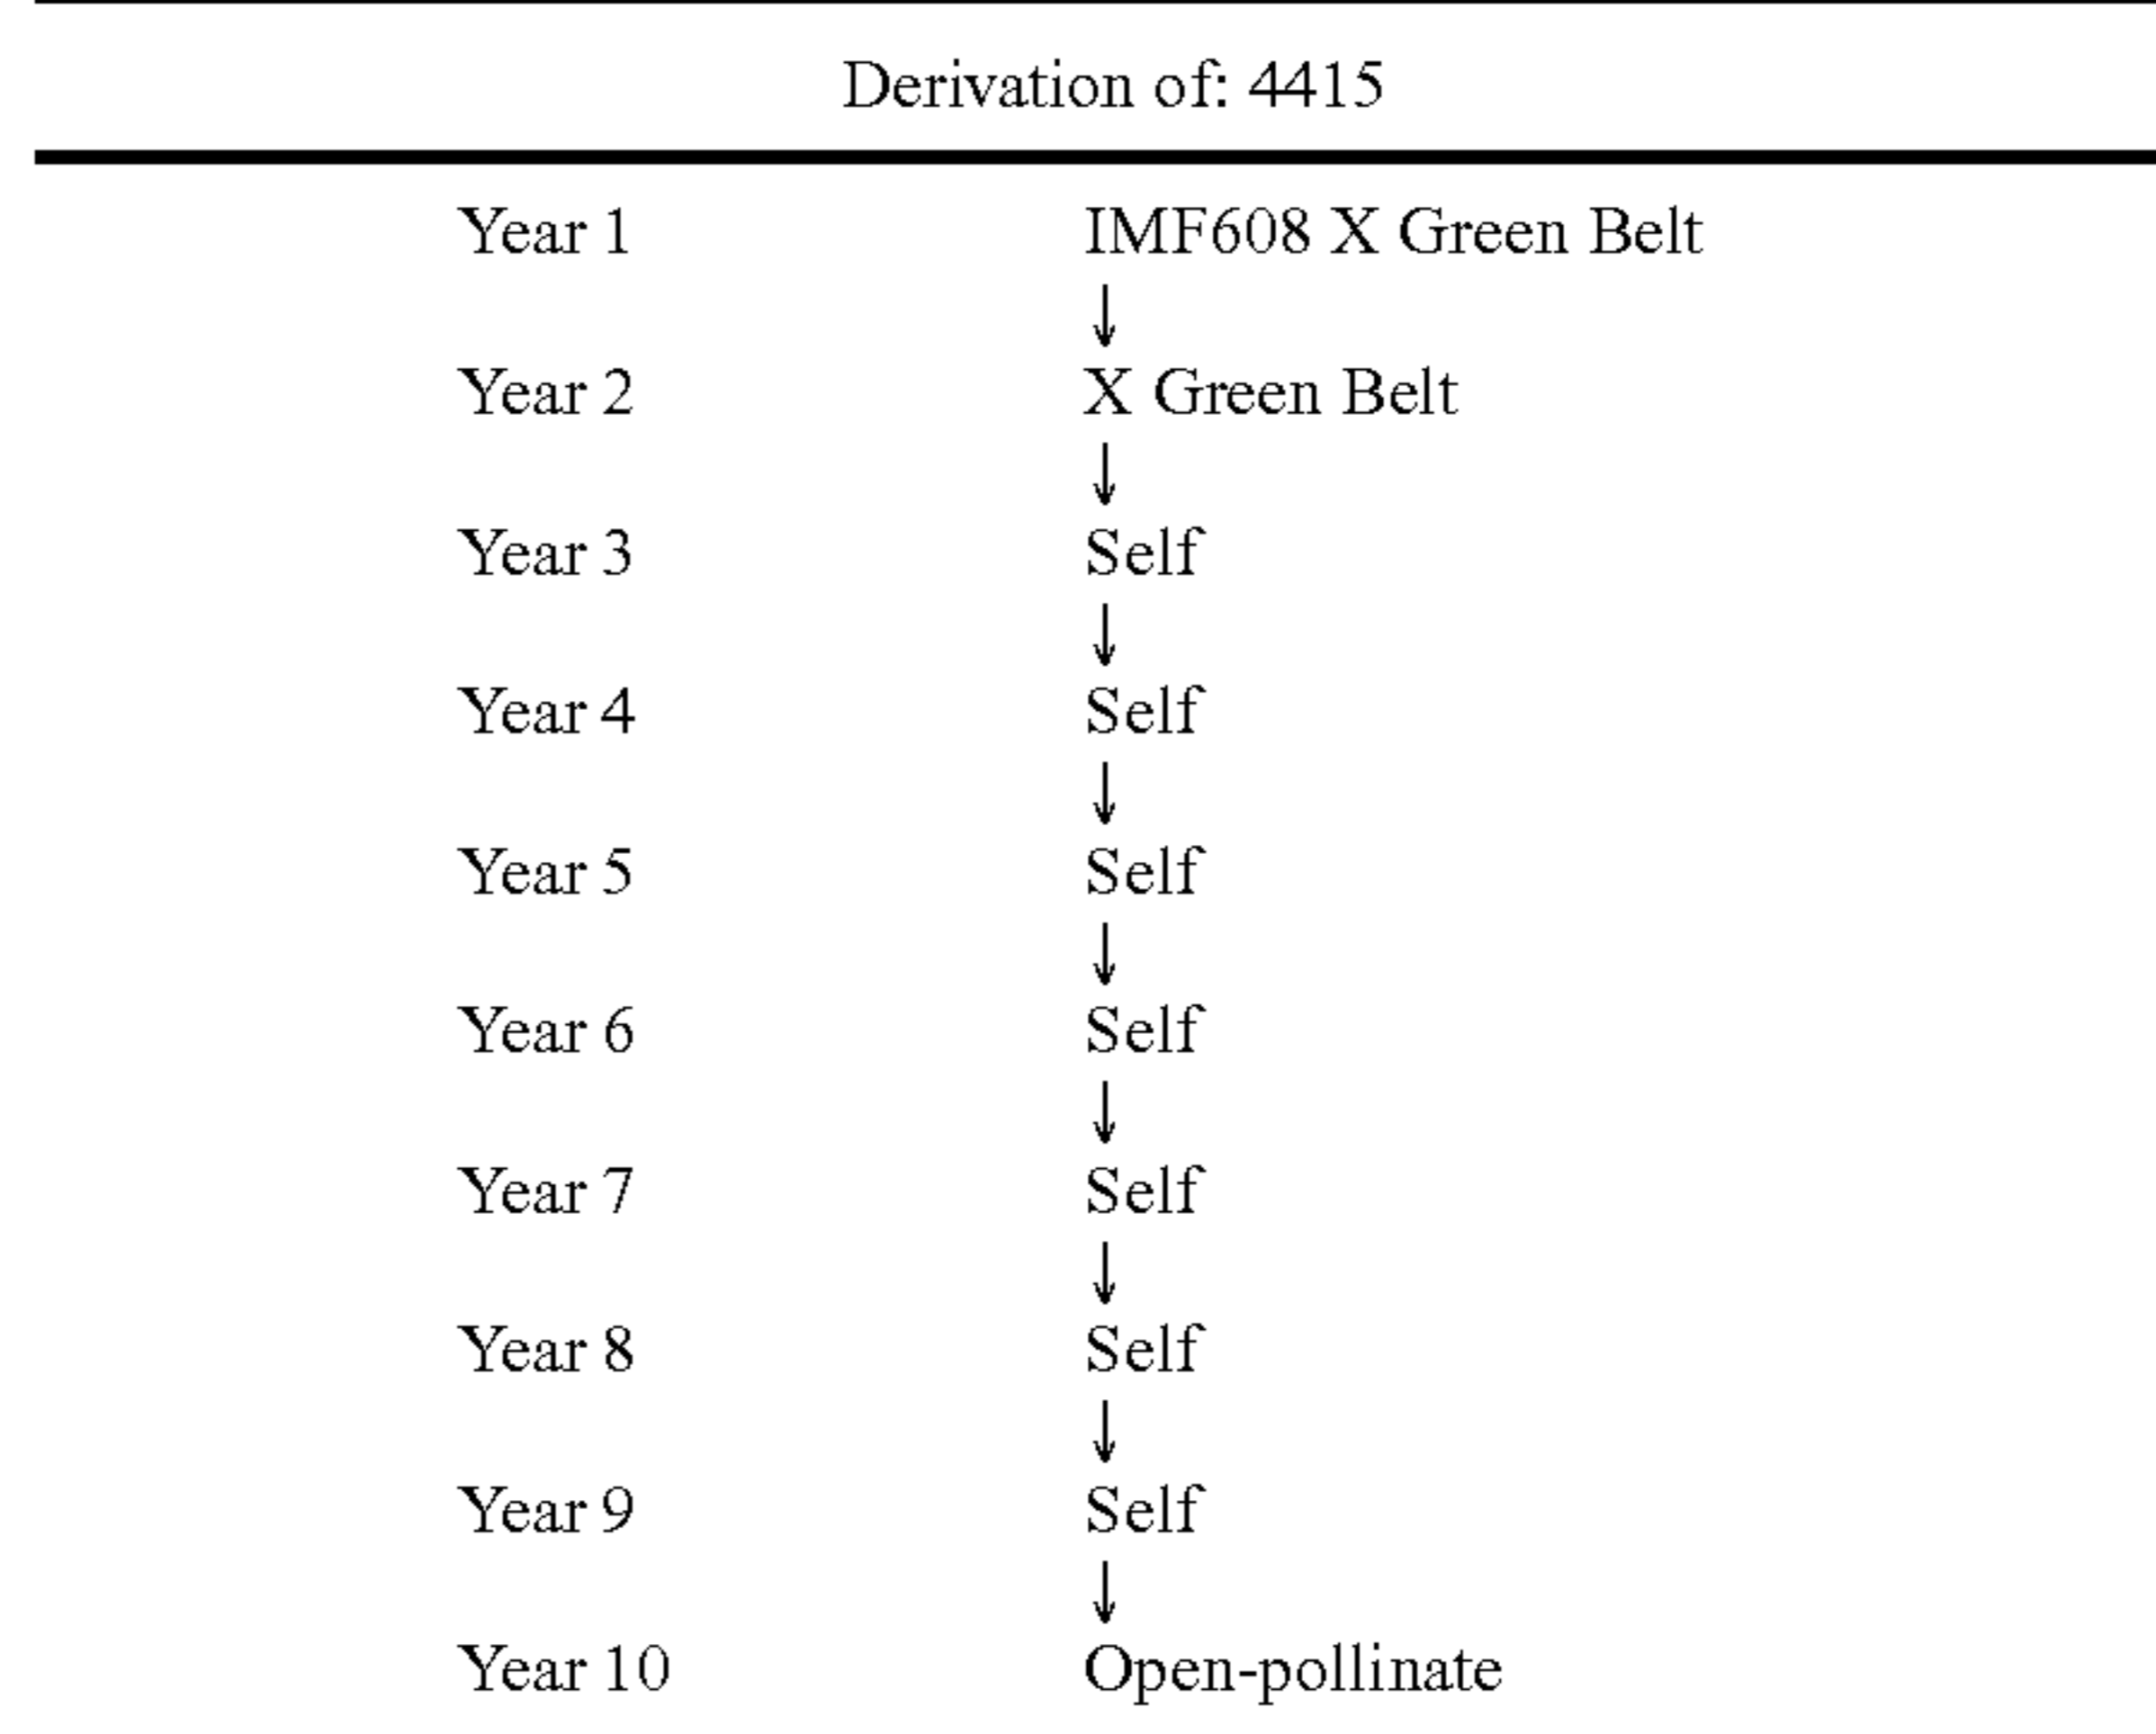 Derivation of: 4415
Year 1 IMF608 X Green Belt
↓
Year 2 X Green Belt
↓
Year 3 Self
↓
Year 4 Self
↓
Year 5 Self
↓
Year 6 Self
↓
Year 7 Self
↓
Year 8 Self
↓
Year 9 Self
↓
Year 10 Open-pollinate